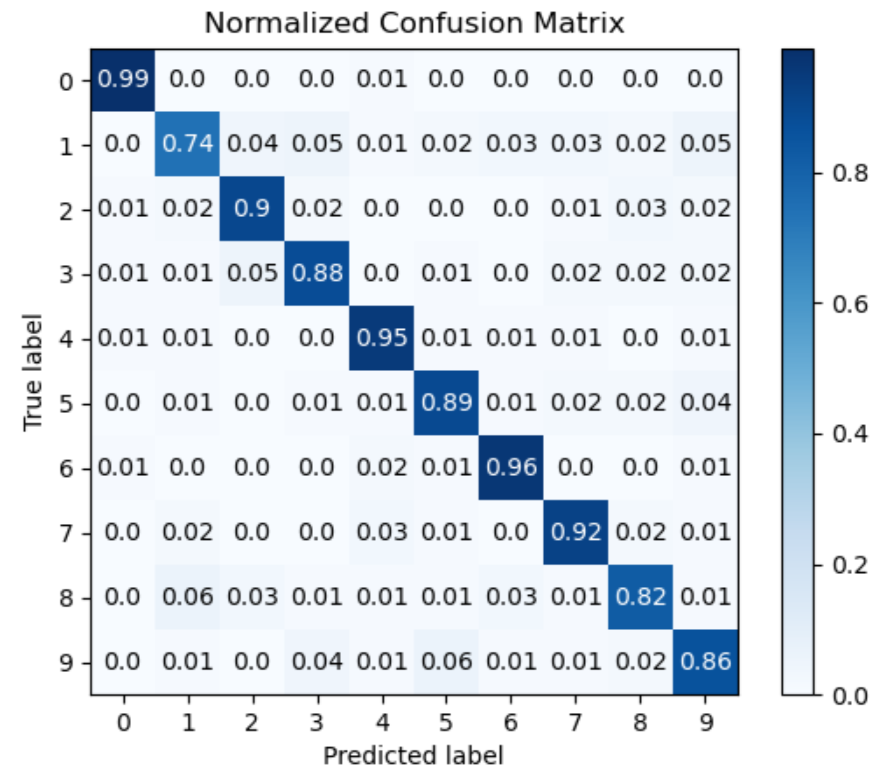 Normalized Confusion Matrix
0 0.99 0.0 0.0 0.0 0.01 0.0 0.0 0.0 0.0 0.0
1 0.0 0.74 0.04 0.05 0.01 0.02 0.03 0.03 0.02 0.05
2 0.01 0.02 0.9 0.02 0.0 0.0 0.0 0.01 0.03 0.02
3 0.01 0.01 0.05 0.88 0.0 0.01 0.0 0.02 0.02 0.02
4 0.01 0.01 0.0 0.0 0.95 0.01 0.01 0.01 0.0 0.01
5 0.0 0.01 0.0 0.01 0.01 0.89 0.01 0.02 0.02 0.04
6 0.01 0.0 0.0 0.0 0.02 0.01 0.96 0.0 0.0 0.01
7 0.0 0.02 0.0 0.0 0.03 0.01 0.0 0.92 0.02 0.01
8 0.0 0.06 0.03 0.01 0.01 0.01 0.03 0.01 0.82 0.01
9 0.0 0.01 0.0 0.04 0.01 0.06 0.01 0.01 0.02 0.86
0 1 2 3 4 5 6 7 8 9
Predicted label
True label
0.8
0.6
0.4
0.2
0.0